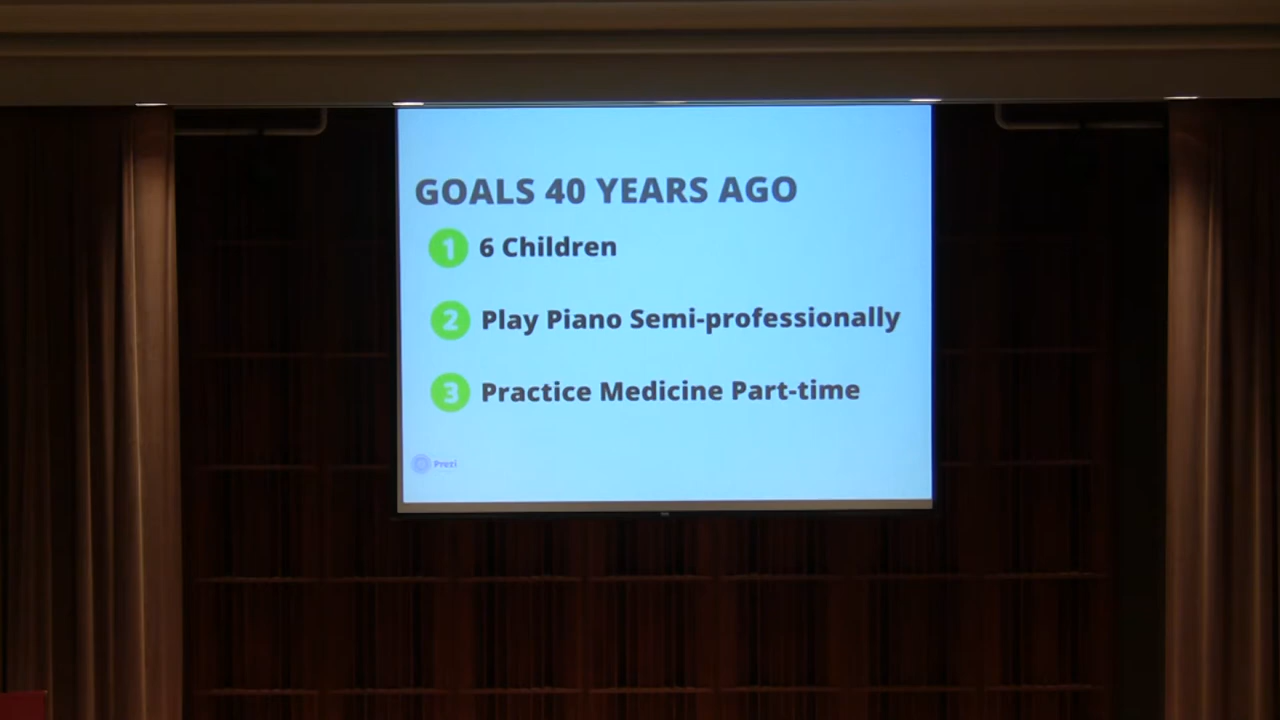 GOALS 40 YEARS AGO
1 6 Children
2 Play Piano Semi-professionally
3 Practice Medicine Part-time
Prezi